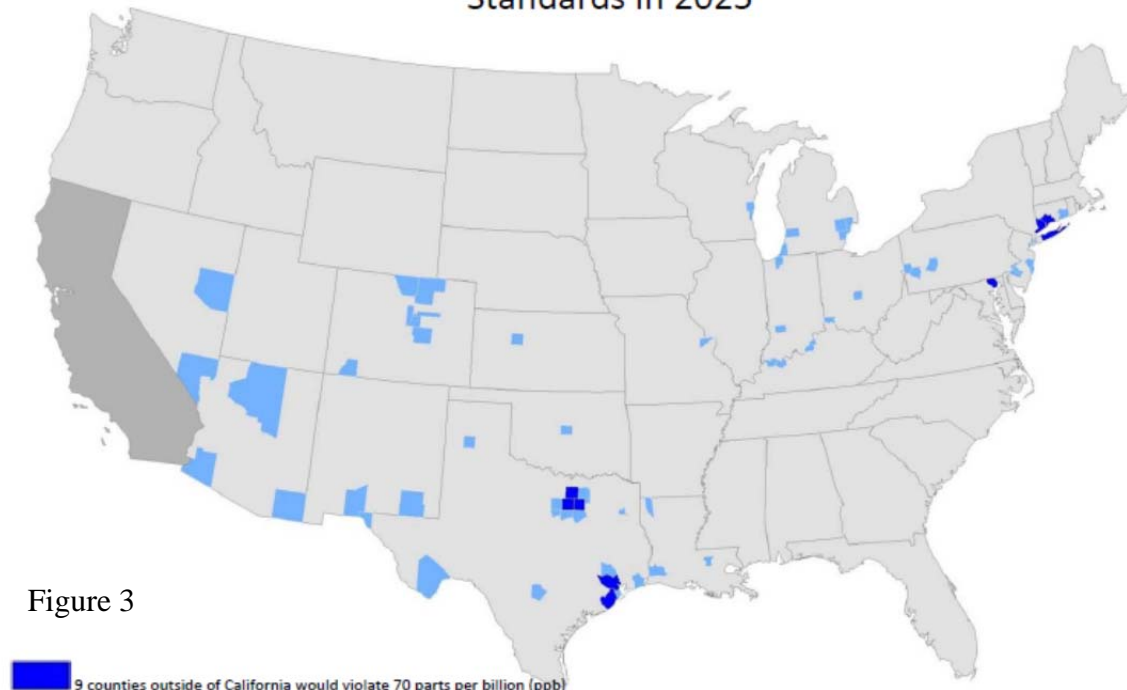 Standards in 2025
Figure 3
9 counties outside of California would violate 70 parts per billion (ppb)